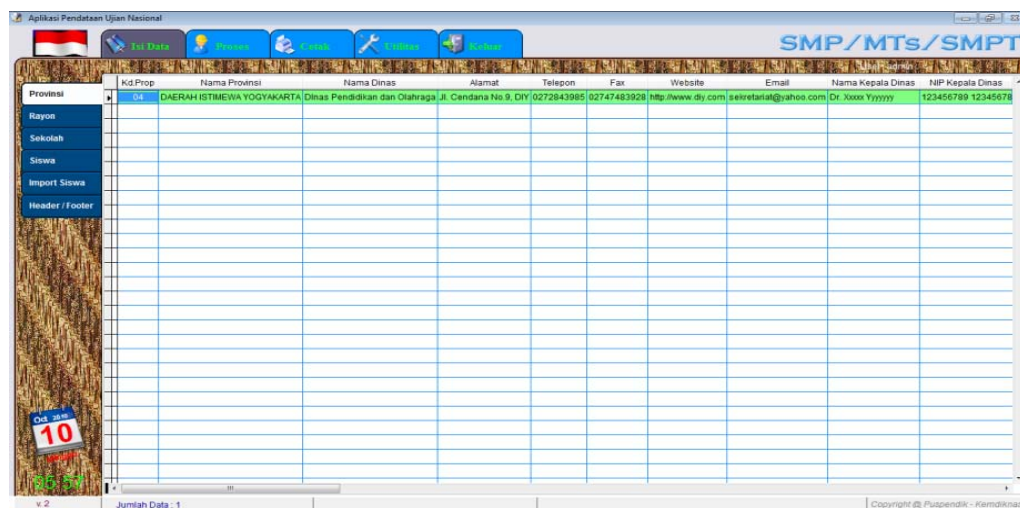 Aplikasi Pendataan Ujian Nasional
Isi Data Proses Cetak Utilitas Keluar
SMP/MTs/SMPT
User: admin
Kd.Prop Nama Provinsi Nama Dinas Alamat Telepon Fax Website Email Nama Kepala Dinas NIP Kepala Dinas
04 DAERAH ISTIMEWA YOGYAKARTA Dinas Pendidikan dan Olahraga Jl. Cendana No.9, DIY 0272843985 02747483928 http://www.diy.com sekretariat@yahoo.com Dr. Xxxxx Yyyyyy 123456789 12345678
Provinsi
Rayon
Sekolah
Siswa
Import Siswa
Header / Footer
Oct 2010
10
05:57
v. 2 Jumlah Data : 1 Copyright @ Puspendik - Kemdiknas